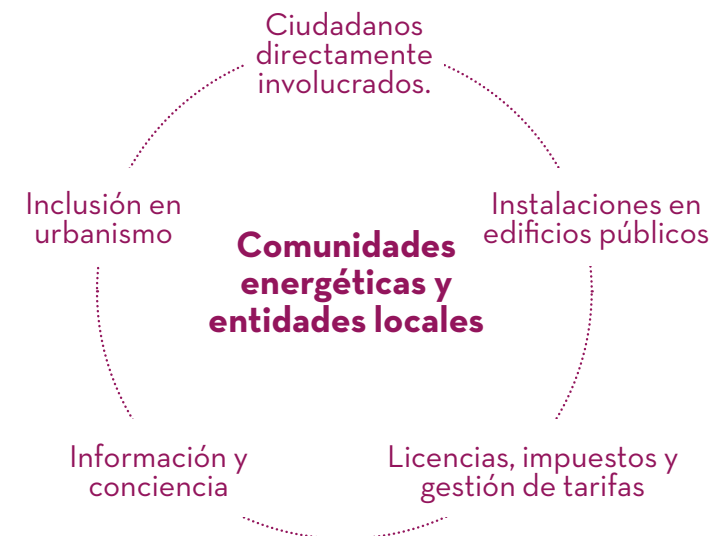 Ciudadanos
directamente
involucrados.
Inclusión en
urbanismo
Instalaciones en
edificios públicos
Comunidades
energéticas y
entidades locales
Información y
conciencia
Licencias, impuestos y
gestión de tarifas